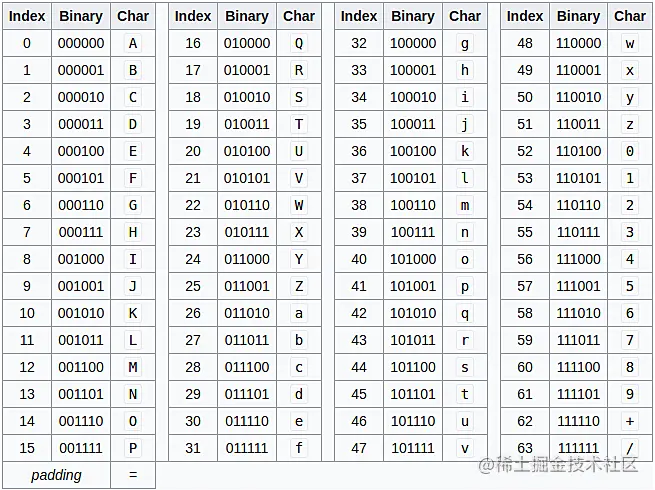 Index Binary Char Index Binary Char Index Binary Char Index Binary Char
0 000000 A 16 010000 Q 32 100000 g 48 110000 w
1 000001 B 17 010001 R 33 100001 h 49 110001 x
2 000010 C 18 010010 S 34 100010 i 50 110010 y
3 000011 D 19 010011 T 35 100011 j 51 110011 z
4 000100 E 20 010100 U 36 100100 k 52 110100 0
5 000101 F 21 010101 V 37 100101 l 53 110101 1
6 000110 G 22 010110 W 38 100110 m 54 110110 2
7 000111 H 23 010111 X 39 100111 n 55 110111 3
8 001000 I 24 011000 Y 40 101000 o 56 111000 4
9 001001 J 25 011001 Z 41 101001 p 57 111001 5
10 001010 K 26 011010 a 42 101010 q 58 111010 6
11 001011 L 27 011011 b 43 101011 r 59 111011 7
12 001100 M 28 011100 c 44 101100 s 60 111100 8
13 001101 N 29 011101 d 45 101101 t 61 111101 9
14 001110 O 30 011110 e 46 101110 u 62 111110 +
15 001111 P 31 011111 f 47 101111 v 63 111111 /
padding =
@稀土掘金技术社区